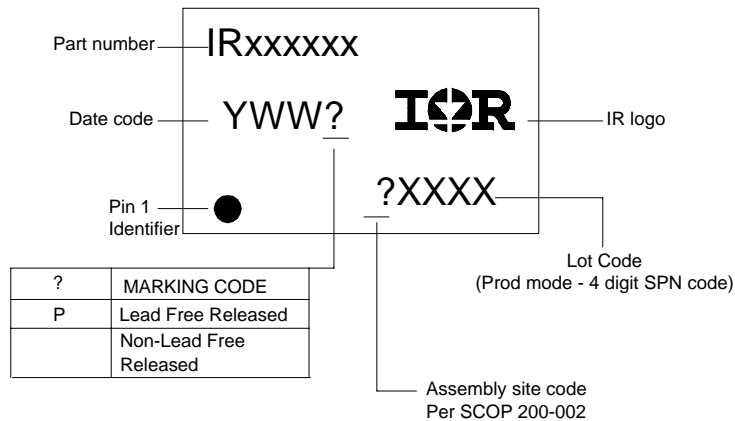 Part number
IRxxxxxx
Date code
YWW?
IOR
IR logo
?XXXX
Pin 1
Identifier
Lot Code
(Prod mode - 4 digit SPN code)
? MARKING CODE
P Lead Free Released
Non-Lead Free
Released
Assembly site code
Per SCOP 200-002